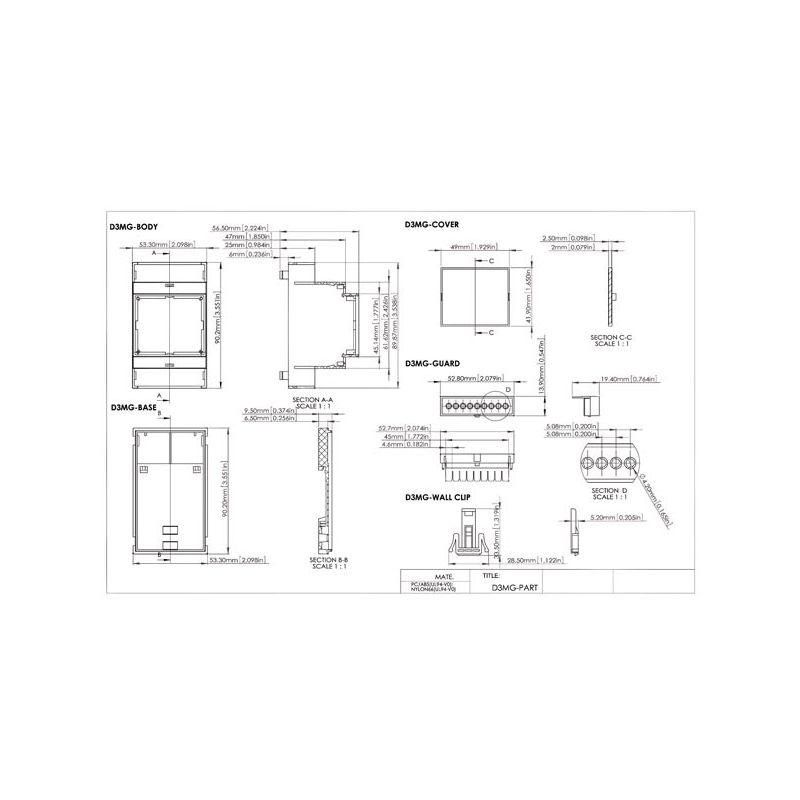 D3MG-BODY
53.30mm [2.098in]
A
90.2mm [3.551in]
A
56.50mm [2.224in]
47mm [1.850in]
25mm [0.984in]
6mm [0.236in]
45.14mm [1.777in]
61.62mm [2.426in]
89.87mm [3.538in]
SECTION A-A
SCALE 1 : 1
D3MG-BASE
B
90.20mm [3.551in]
B
53.30mm [2.098in]
9.50mm [0.374in]
6.50mm [0.256in]
SECTION B-B
SCALE 1 : 1
D3MG-COVER
49mm [1.929in]
C
C
41.90mm [1.650in]
2.50mm [0.098in]
2mm [0.079in]
SECTION C-C
SCALE 1 : 1
D3MG-GUARD
52.80mm [2.079in]
D
13.90mm [0.547in]
19.40mm [0.764in]
52.7mm [2.074in]
45mm [1.772in]
4.6mm [0.182in]
5.08mm [0.200in]
5.08mm [0.200in]
Ø4.20mm [0.165in]
SECTION D
SCALE 1 : 1
D3MG-WALL CLIP
33.50mm [1.319in]
28.50mm [1.122in]
5.20mm [0.205in]
MATE.
PC/ABS(UL94-V0);
NYLON66(UL94-V0)
TITLE:
D3MG-PART